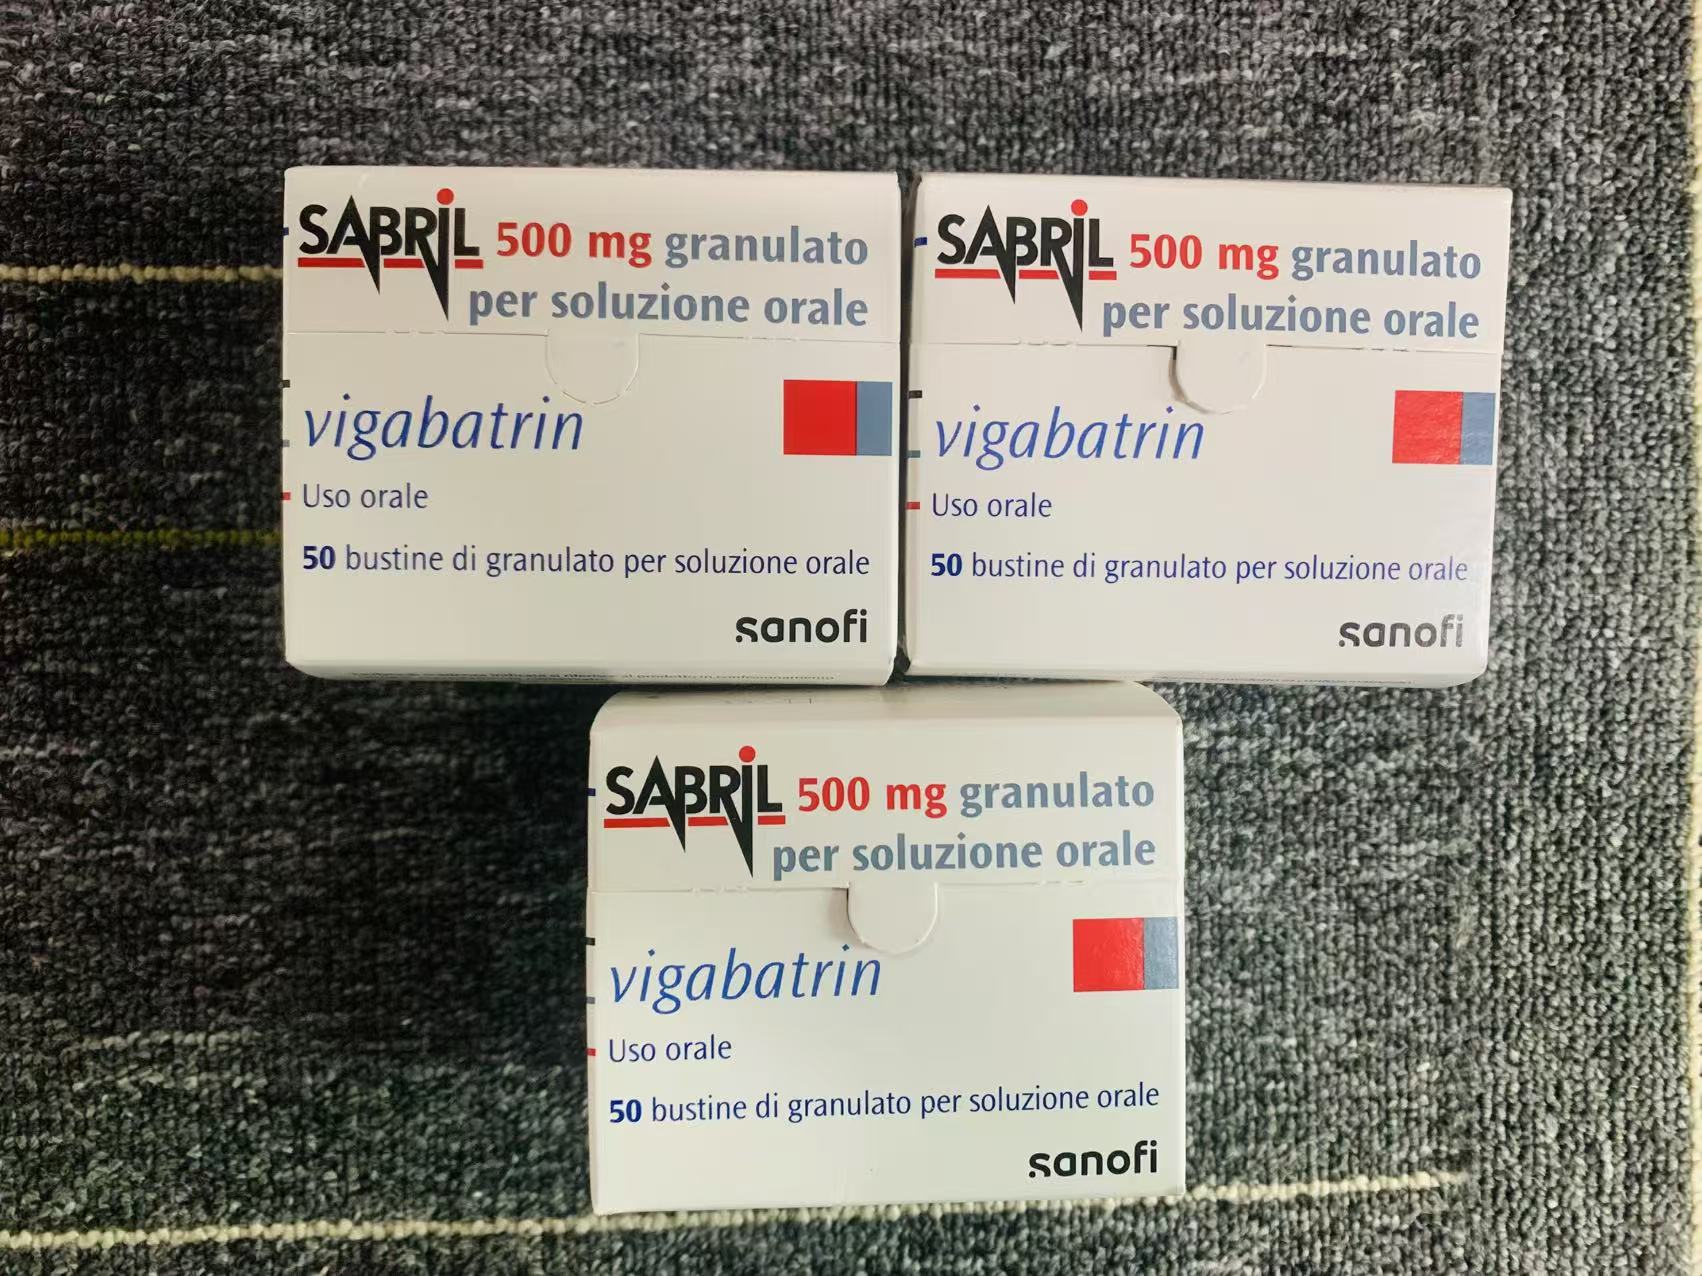 SABRIL 500 mg granulato
per soluzione orale
vigabatrin
Uso orale
50 bustine di granulato per soluzione orale
sanofi
SABRIL 500 mg granulato
per soluzione orale
vigabatrin
Uso orale
50 bustine di granulato per soluzione orale
sanofi
SABRIL 500 mg granulato
per soluzione orale
vigabatrin
Uso orale
50 bustine di granulato per soluzione orale
sanofi